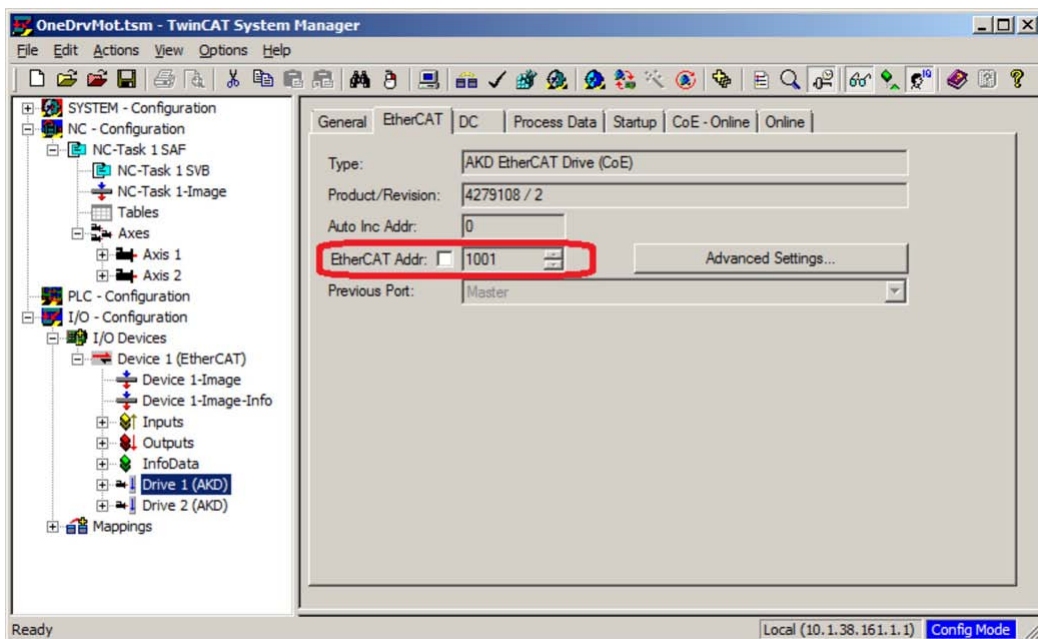 OneDrvMot.tsm - TwinCAT System Manager
File Edit Actions View Options Help
SYSTEM - Configuration
NC - Configuration
NC-Task 1 SAF
NC-Task 1 SVB
NC-Task 1-Image
Tables
Axes
Axis 1
Axis 2
PLC - Configuration
I/O - Configuration
I/O Devices
Device 1 (EtherCAT)
Device 1-Image
Device 1-Image-Info
Inputs
Outputs
InfoData
Drive 1 (AKD)
Drive 2 (AKD)
Mappings
General EtherCAT DC Process Data Startup CoE - Online Online
Type: AKD EtherCAT Drive (CoE)
Product/Revision: 4279108 / 2
Auto Inc Addr: 0
EtherCAT Addr: 1001 Advanced Settings...
Previous Port: Master
Ready Local (10.1.38.161.1.1) Config Mode